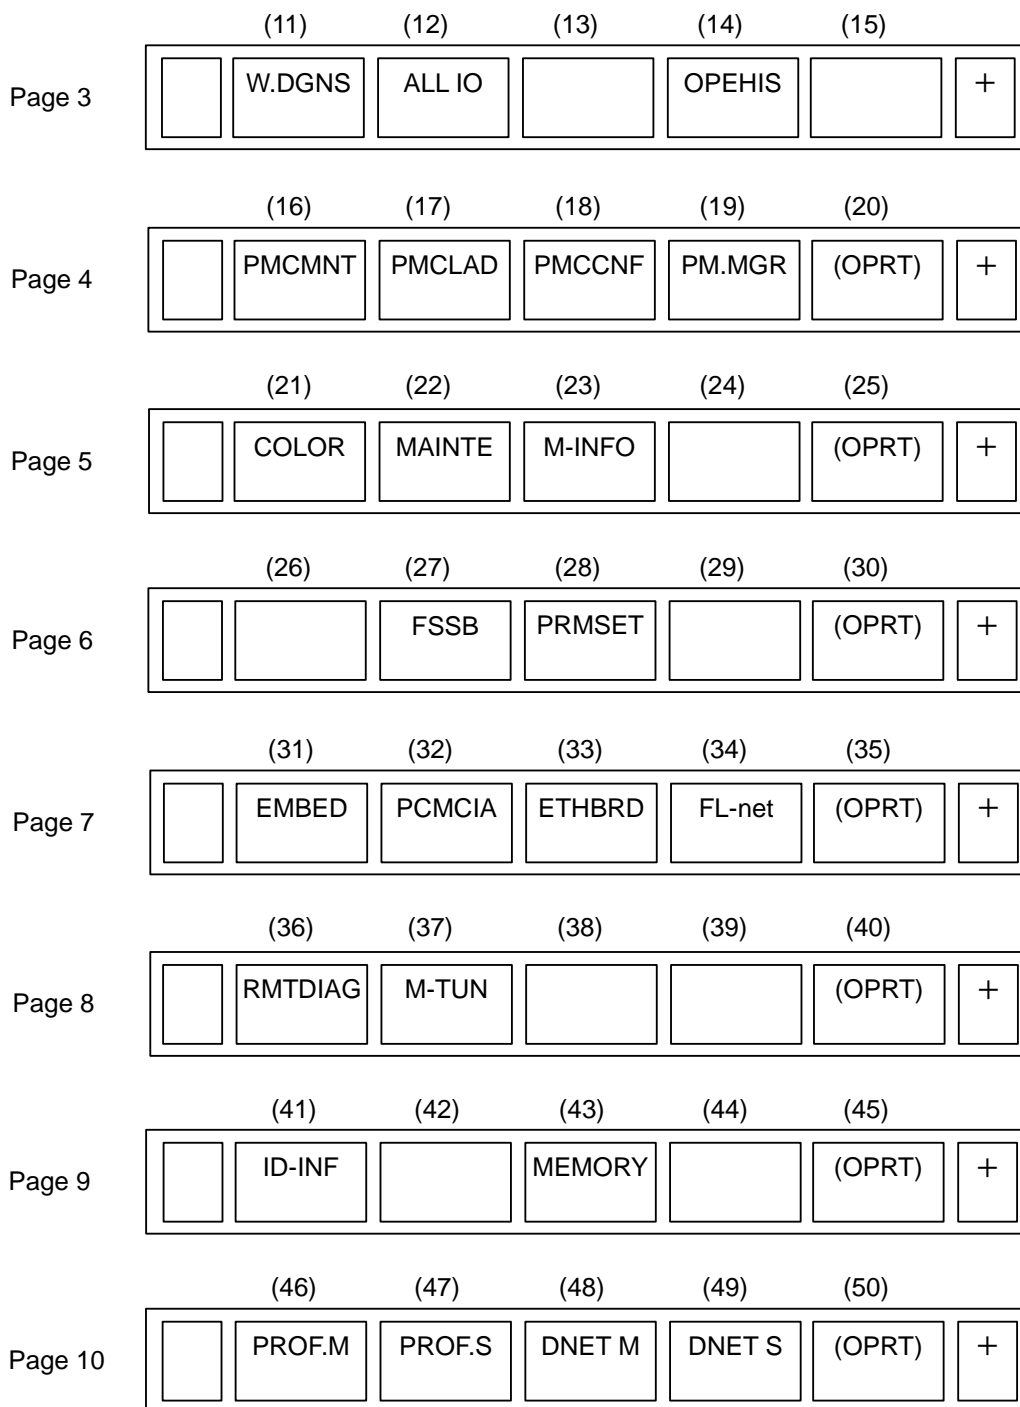 (11) (12) (13) (14) (15)
Page 3 W.DGNS ALL IO OPEHIS +
(16) (17) (18) (19) (20)
Page 4 PMCMNT PMCLAD PMCCNF PM.MGR (OPRT) +
(21) (22) (23) (24) (25)
Page 5 COLOR MAINTE M-INFO (OPRT) +
(26) (27) (28) (29) (30)
Page 6 FSSB PRMSET (OPRT) +
(31) (32) (33) (34) (35)
Page 7 EMBED PCMCIA ETHBRD FL-net (OPRT) +
(36) (37) (38) (39) (40)
Page 8 RMTDIAG M-TUN (OPRT) +
(41) (42) (43) (44) (45)
Page 9 ID-INF MEMORY (OPRT) +
(46) (47) (48) (49) (50)
Page 10 PROF.M PROF.S DNET M DNET S (OPRT) +